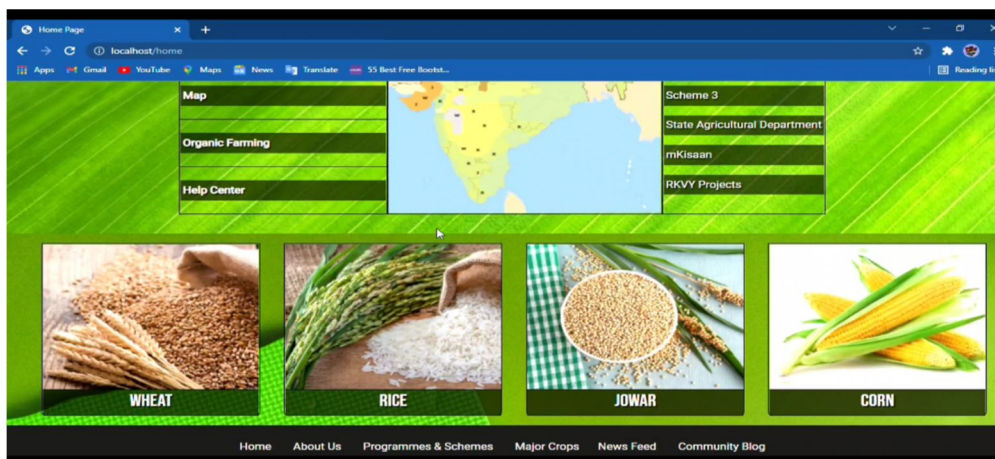 Home Page
localhost/home
Apps Gmail YouTube Maps News Translate 55 Best Free Bootst...
Reading li
Map
Organic Farming
Help Center
Scheme 3
State Agricultural Department
mKisaan
RKVY Projects
WHEAT RICE JOWAR CORN
Home About Us Programmes & Schemes Major Crops News Feed Community Blog